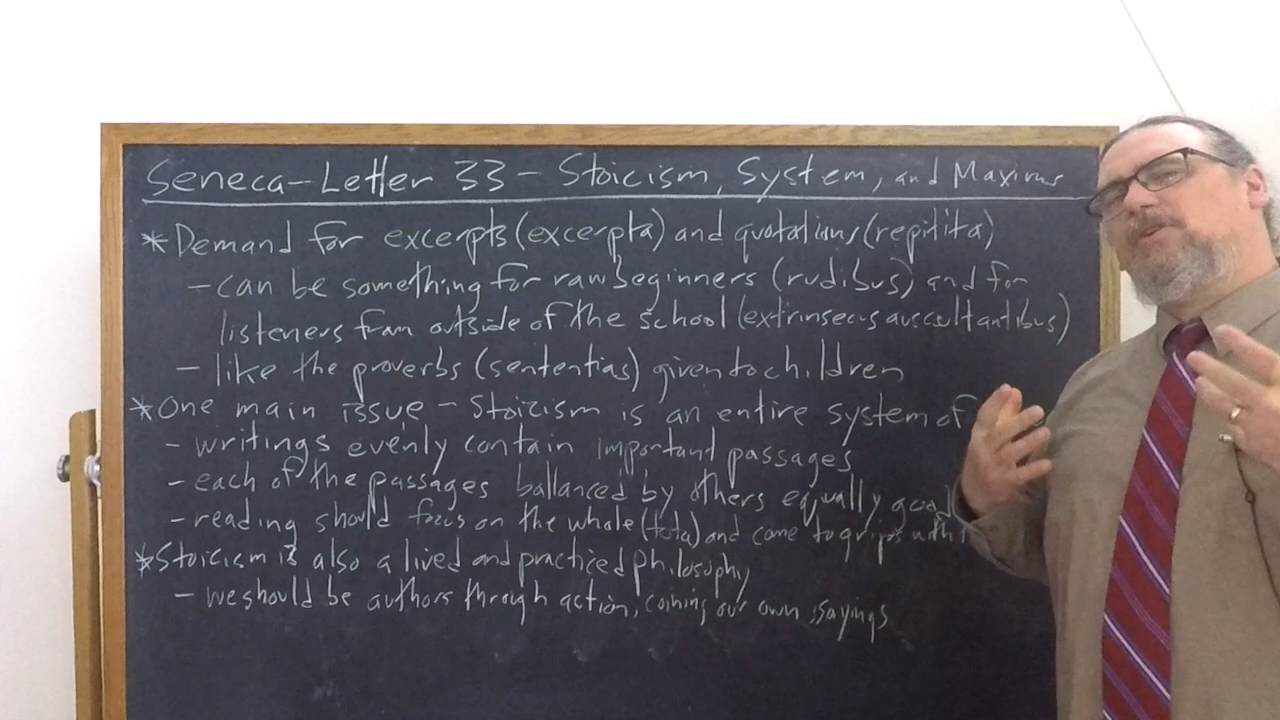 Seneca-Letter 33 - Stoicism, System, and Maxims
* Demand for excerpts (excerpta) and quotations (repitita)
- can be something for raw beginners (rudibus) and for
listeners from outside of the school (extrinsecus auscultantibus)
- like the proverbs (sententias) given to children
* One main issue - Stoicism is an entire system of
- writings evenly contain important passages
- each of the passages ballanced by others equally good
- reading should focus on the whole (tota) and come to grips with
* Stoicism is also a lived and practiced philosophy
- we should be authors through action, coining our own sayings